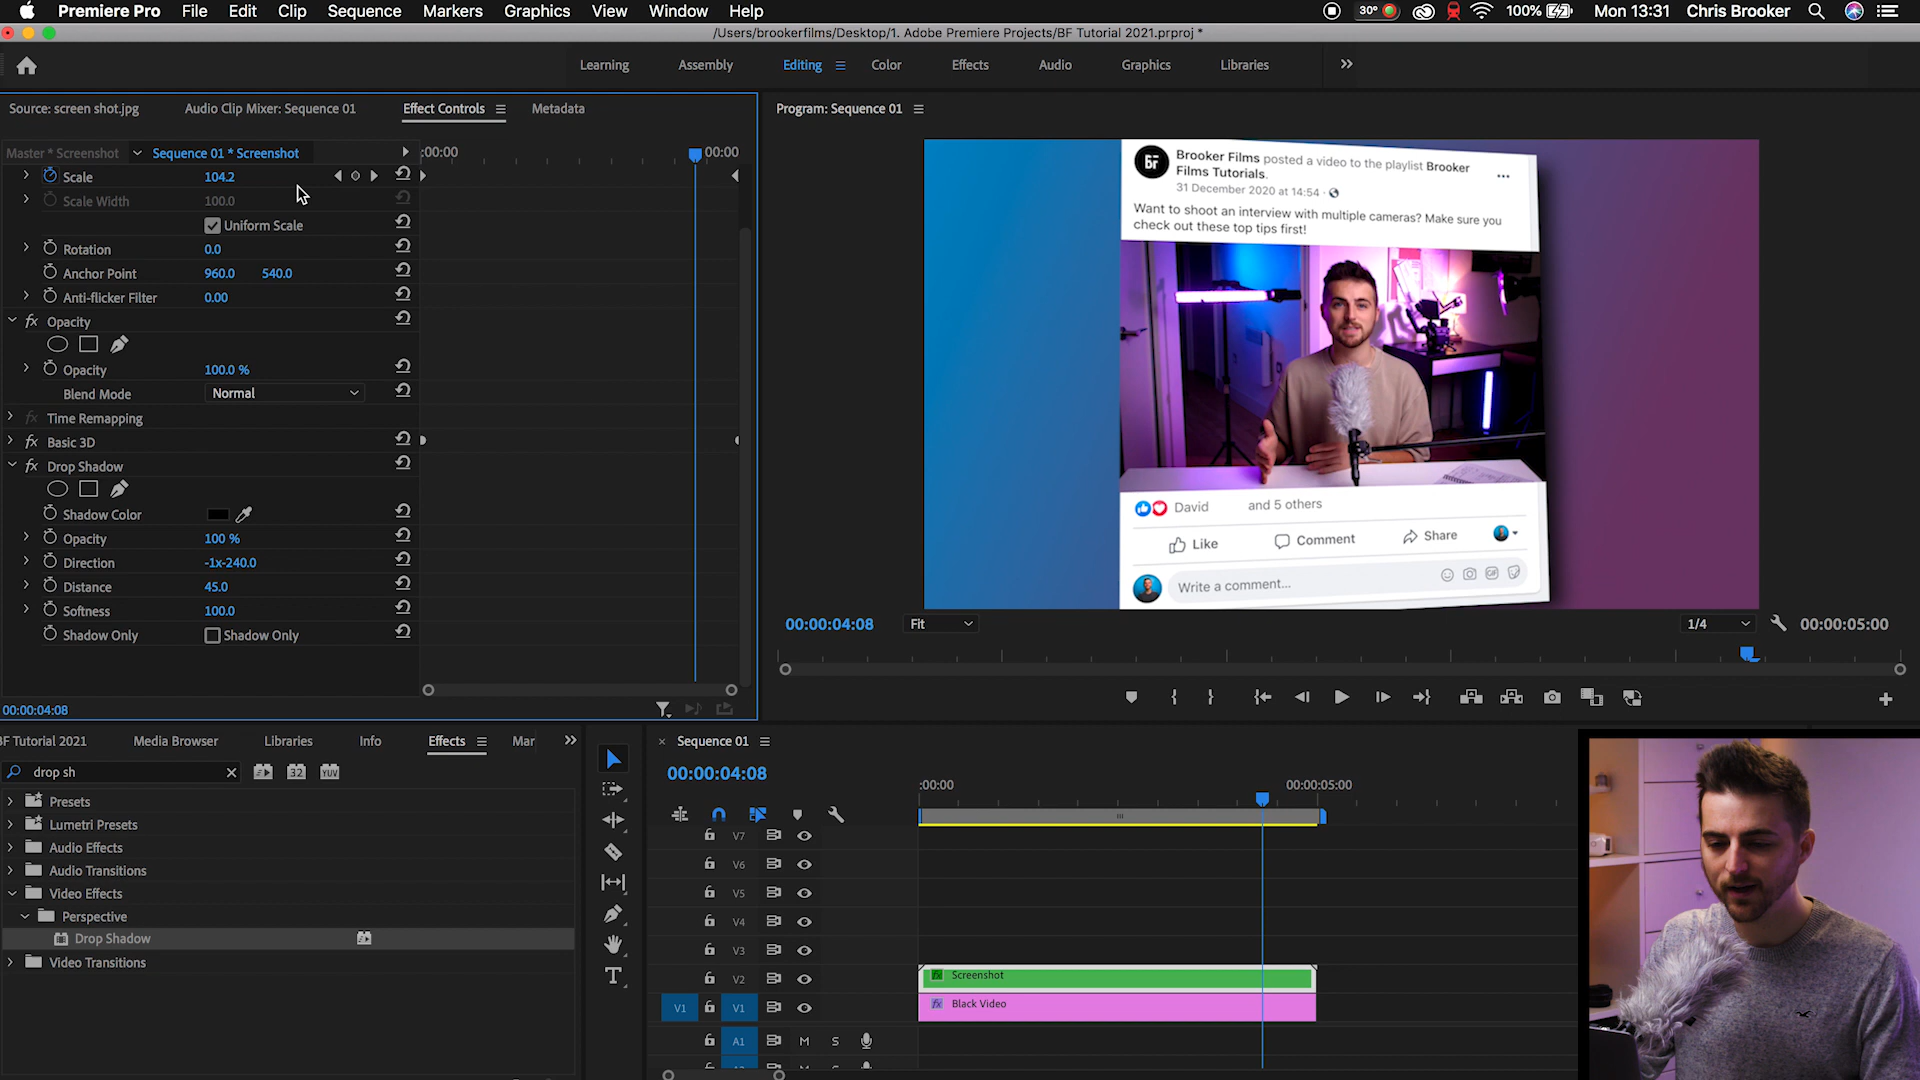 Premiere Pro File Edit Clip Sequence Markers Graphics View Window Help 30° 100% Mon 13:31 Chris Brooker
/Users/brookerfilms/Desktop/1. Adobe Premiere Projects/BF Tutorial 2021.prproj *
Learning Assembly Editing Color Effects Audio Graphics Libraries
Source: screen shot.jpg Audio Clip Mixer: Sequence 01 Effect Controls Metadata
Master * Screenshot Sequence 01 * Screenshot
:00:00 00:00
Scale 104.2
Scale Width 100.0
Uniform Scale
Rotation 0.0
Anchor Point 960.0 540.0
Anti-flicker Filter 0.00
fx Opacity
Opacity 100.0 %
Blend Mode Normal
fx Time Remapping
fx Basic 3D
fx Drop Shadow
Shadow Color
Opacity 100 %
Direction -1x-240.0
Distance 45.0
Softness 100.0
Shadow Only Shadow Only
00:00:04:08
Program: Sequence 01
BF
Brooker Films posted a video to the playlist Brooker
Films Tutorials.
31 December 2020 at 14:54 ·
Want to shoot an interview with multiple cameras? Make sure you
check out these top tips first!
David and 5 others
Like Comment Share
Write a comment...
GIF
00:00:04:08 Fit 1/4 00:00:05:00
BF Tutorial 2021 Media Browser Libraries Info Effects Mar
drop sh 32 YUV
Presets
Lumetri Presets
Audio Effects
Audio Transitions
Video Effects
Perspective
Drop Shadow
Video Transitions
T
Sequence 01
00:00:04:08
:00:00 00:00:05:00
V7
V6
V5
V4
V3
V2 fx Screenshot
V1 V1 fx Black Video
A1 M S